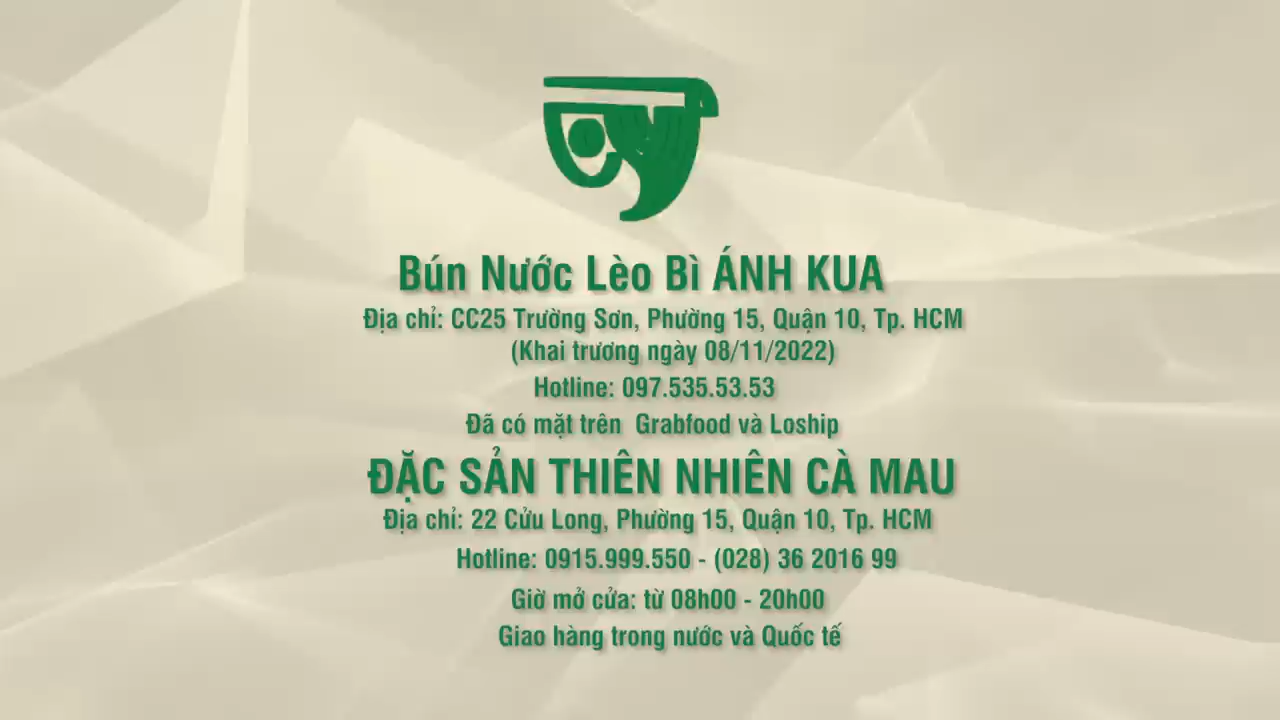 Bún Nước Lèo Bì ÁNH KUA
Địa chỉ: CC25 Trường Sơn, Phường 15, Quận 10, Tp. HCM
(Khai trương ngày 08/11/2022)
Hotline: 097.535.53.53
Đã có mặt trên Grabfood và Loship
ĐẶC SẢN THIÊN NHIÊN CÀ MAU
Địa chỉ: 22 Cửu Long, Phường 15, Quận 10, Tp. HCM
Hotline: 0915.999.550 - (028) 36 2016 99
Giờ mở cửa: từ 08h00 - 20h00
Giao hàng trong nước và Quốc tế